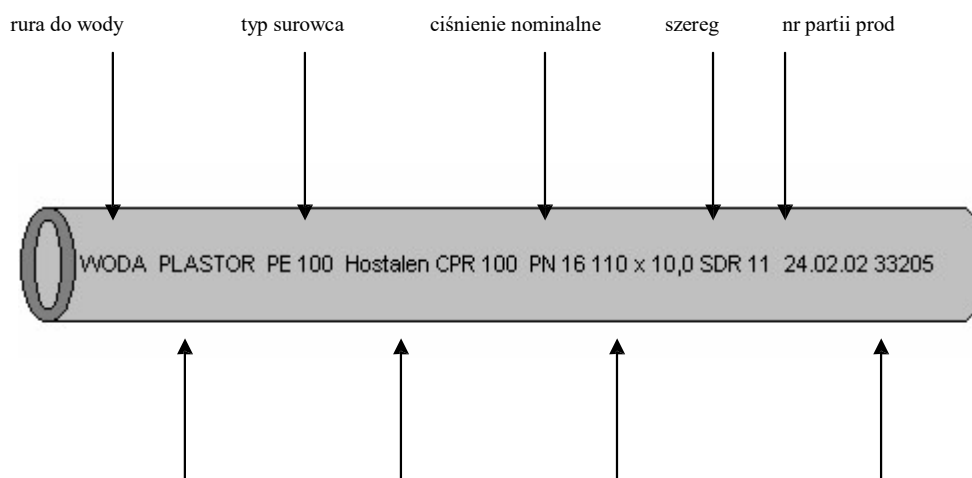 rura do wody typ surowca ciśnienie nominalne szereg nr partii prod
WODA PLASTOR PE 100 Hostalen CPR 100 PN 16 110 x 10,0 SDR 11 24.02.02 33205